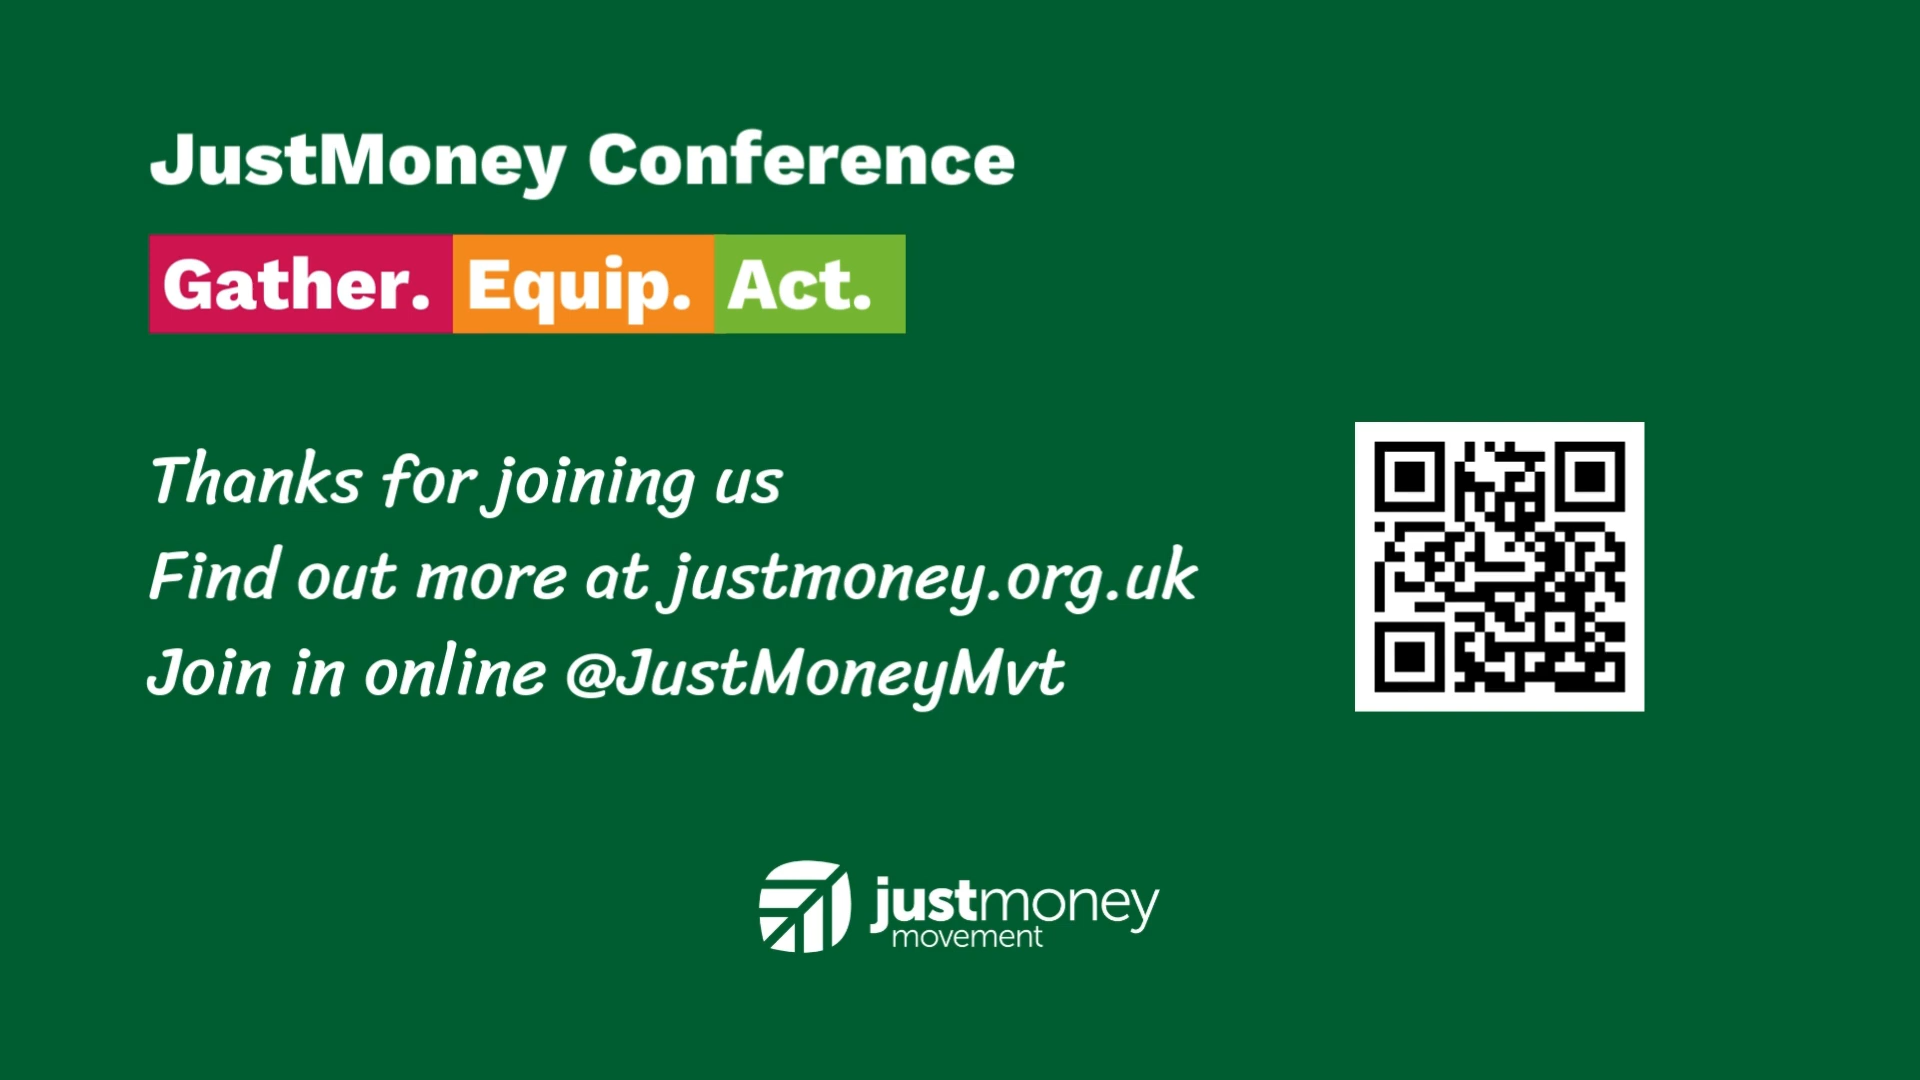 JustMoney Conference
Gather. Equip. Act.
Thanks for joining us
Find out more at justmoney.org.uk
Join in online @JustMoneyMvt
justmoney
movement